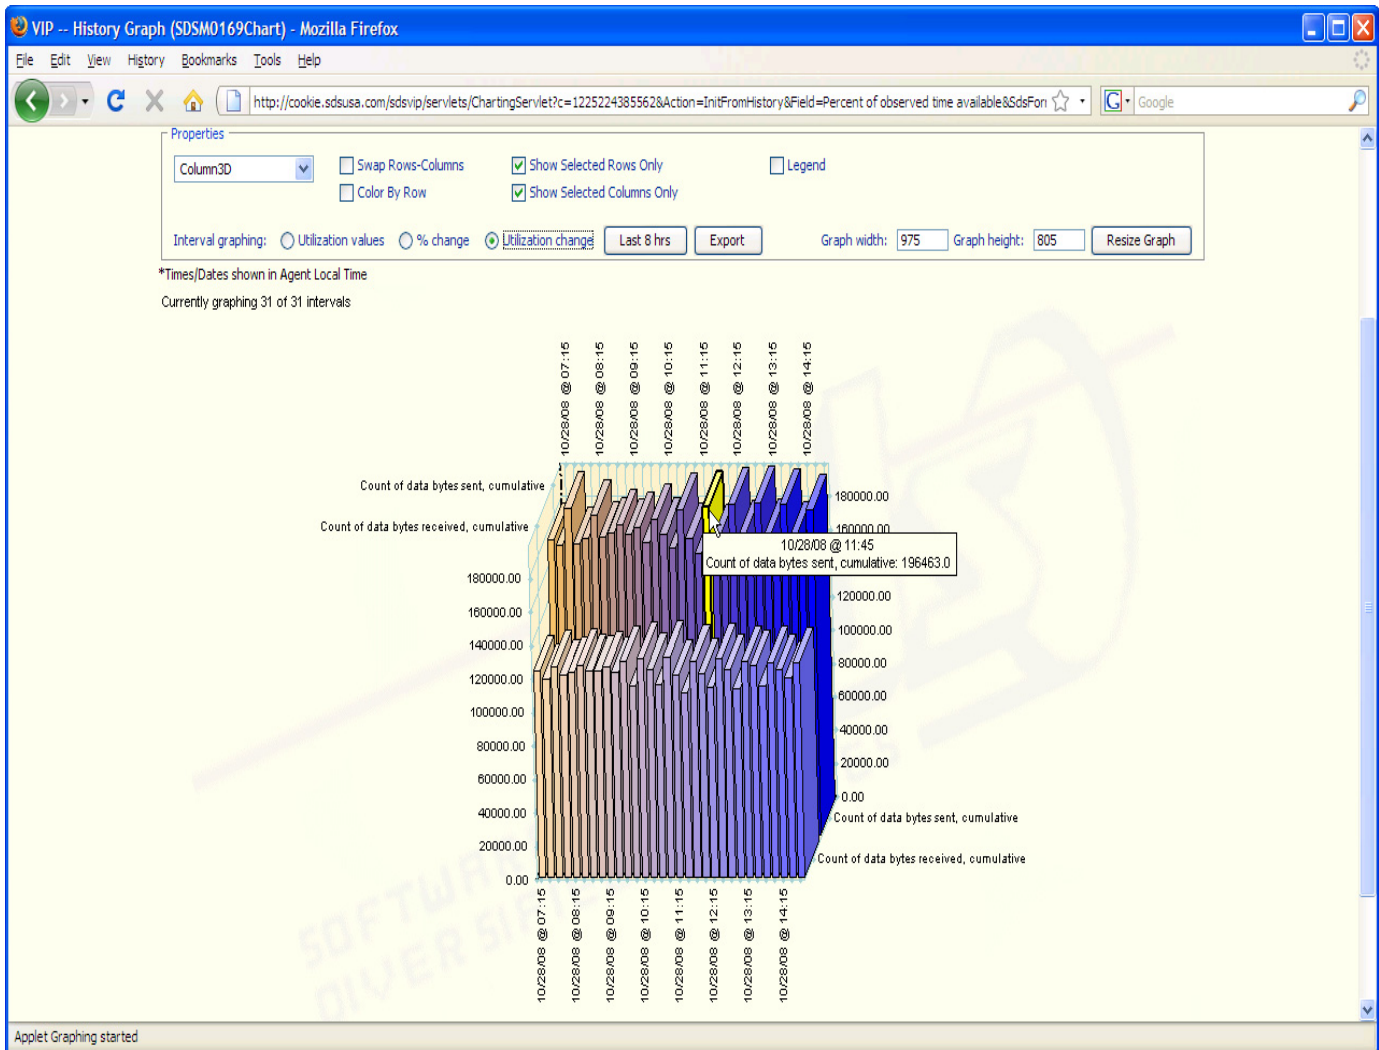 VIP -- History Graph (SDSM0169Chart) - Mozilla Firefox
File Edit View History Bookmarks Tools Help
http://cookie.sdsusa.com/sdsvip/servlets/ChartingServlet?c=1225224385562&Action=InitFromHistory&Field=Percent of observed time available&SdsFor
G Google
Properties
Column3D
Swap Rows-Columns
Show Selected Rows Only
Legend
Color By Row
Show Selected Columns Only
Interval graphing: Utilization values % change Utilization change Last 8 hrs Export Graph width: 975 Graph height: 805 Resize Graph
*Times/Dates shown in Agent Local Time
Currently graphing 31 of 31 intervals
10/28/08 @ 07:15
10/28/08 @ 08:15
10/28/08 @ 09:15
10/28/08 @ 10:15
10/28/08 @ 11:15
10/28/08 @ 12:15
10/28/08 @ 13:15
10/28/08 @ 14:15
Count of data bytes sent, cumulative
Count of data bytes received, cumulative
180000.00
160000.00
140000.00
120000.00
100000.00
80000.00
60000.00
40000.00
20000.00
0.00
180000.00
160000.00
10/28/08 @ 11:45
Count of data bytes sent, cumulative: 196463.0
120000.00
100000.00
80000.00
60000.00
40000.00
20000.00
0.00
Count of data bytes sent, cumulative
Count of data bytes received, cumulative
10/28/08 @ 07:15
10/28/08 @ 08:15
10/28/08 @ 09:15
10/28/08 @ 10:15
10/28/08 @ 11:15
10/28/08 @ 12:15
10/28/08 @ 13:15
10/28/08 @ 14:15
Applet Graphing started